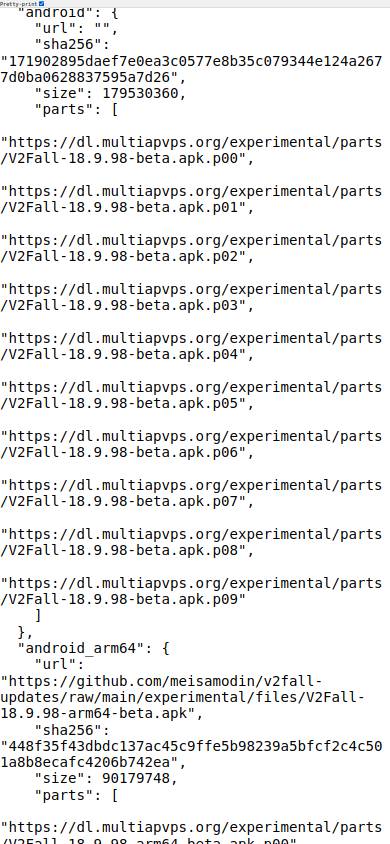 Pretty-print
"android": {
"url": "",
"sha256":
"171902895daef7e0ea3c0577e8b35c079344e124a267
7d0ba0628837595a7d26",
"size": 179530360,
"parts": [
"https://dl.multiapvps.org/experimental/parts
/V2Fall-18.9.98-beta.apk.p00",
"https://dl.multiapvps.org/experimental/parts
/V2Fall-18.9.98-beta.apk.p01",
"https://dl.multiapvps.org/experimental/parts
/V2Fall-18.9.98-beta.apk.p02",
"https://dl.multiapvps.org/experimental/parts
/V2Fall-18.9.98-beta.apk.p03",
"https://dl.multiapvps.org/experimental/parts
/V2Fall-18.9.98-beta.apk.p04",
"https://dl.multiapvps.org/experimental/parts
/V2Fall-18.9.98-beta.apk.p05",
"https://dl.multiapvps.org/experimental/parts
/V2Fall-18.9.98-beta.apk.p06",
"https://dl.multiapvps.org/experimental/parts
/V2Fall-18.9.98-beta.apk.p07",
"https://dl.multiapvps.org/experimental/parts
/V2Fall-18.9.98-beta.apk.p08",
"https://dl.multiapvps.org/experimental/parts
/V2Fall-18.9.98-beta.apk.p09"
]
},
"android_arm64": {
"url":
"https://github.com/meisamodin/v2fall-
updates/raw/main/experimental/files/V2Fall-
18.9.98-arm64-beta.apk",
"sha256":
"448f35f43dbdc137ac45c9ffe5b98239a5bfcf2c4c50
1a8b8ecafc4206b742ea",
"size": 90179748,
"parts": [
"https://dl.multiapvps.org/experimental/parts
/V2Fall-18.9.98-arm64-beta.apk.p00"